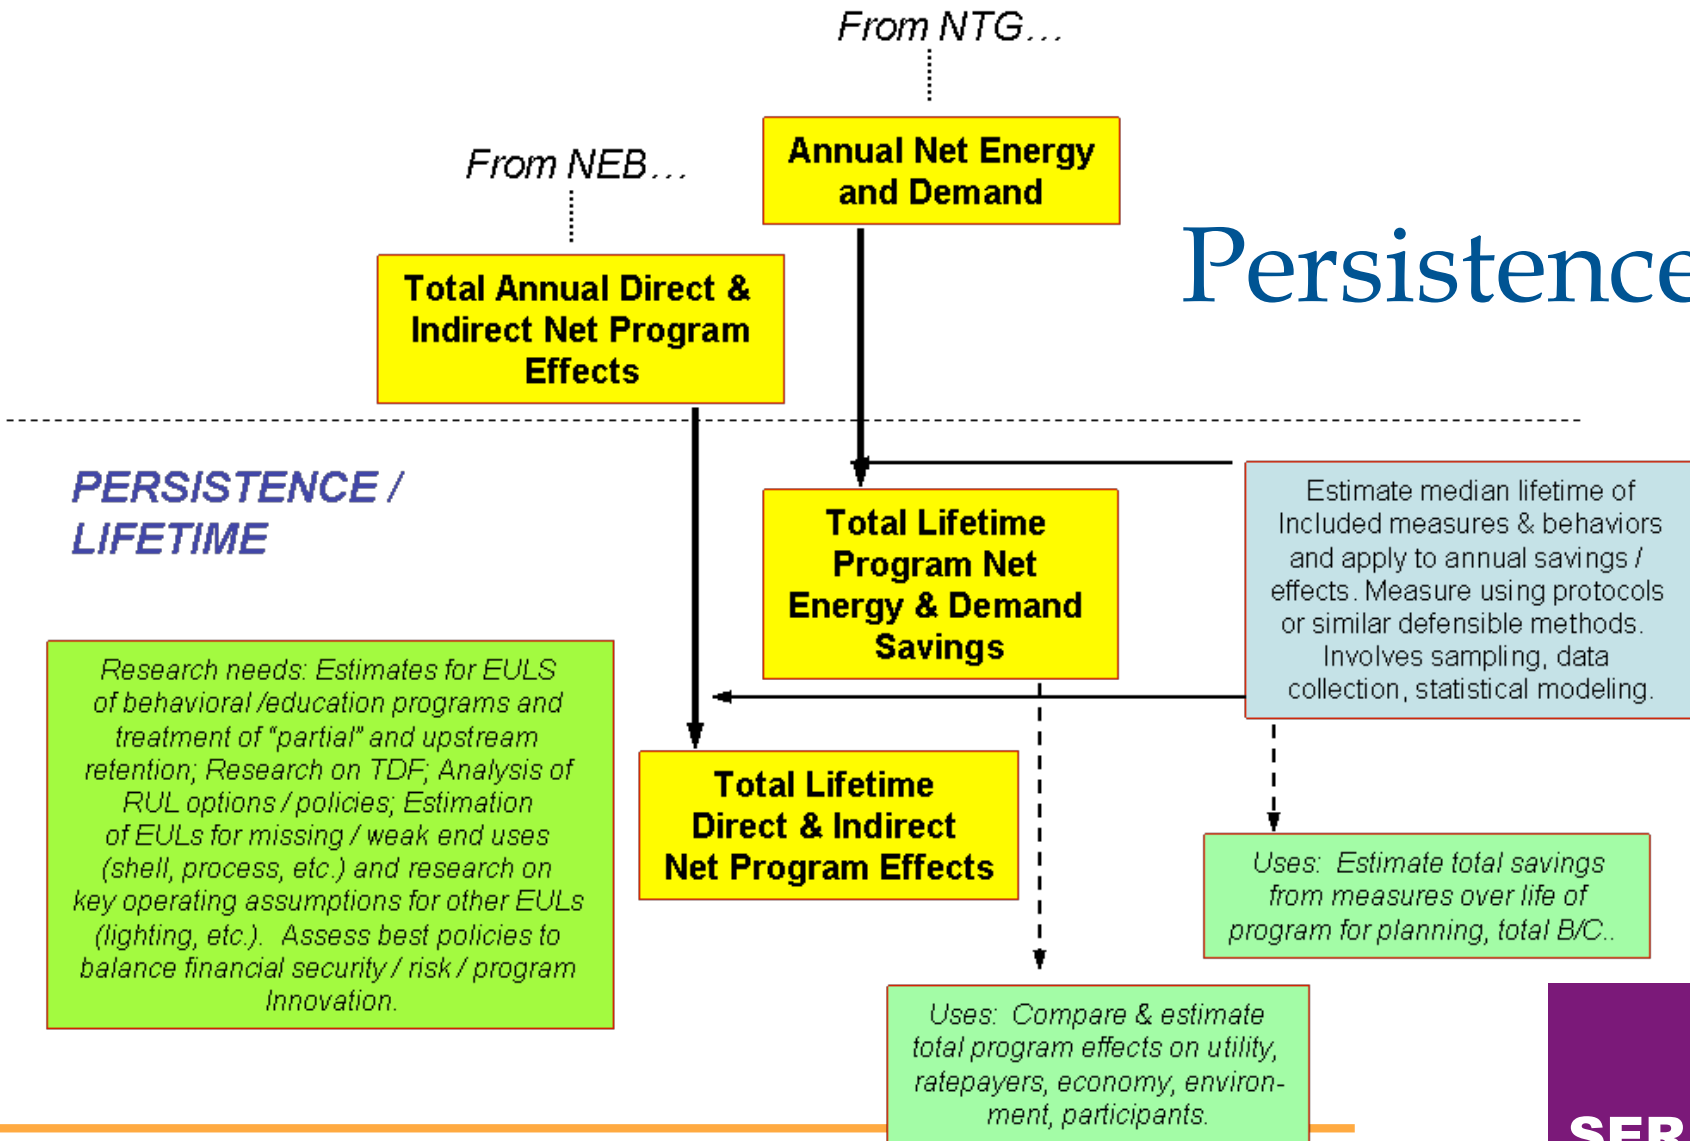 From NTG...
From NEB...
Annual Net Energy
and Demand
Persistence
Total Annual Direct &
Indirect Net Program
Effects
PERSISTENCE /
LIFETIME
Total Lifetime
Program Net
Energy & Demand
Savings
Estimate median lifetime of
Included measures & behaviors
and apply to annual savings /
effects. Measure using protocols
or similar defensible methods.
Involves sampling, data
collection, statistical modeling.
Research needs: Estimates for EULS
of behavioral /education programs and
treatment of “partial” and upstream
retention; Research on TDF; Analysis of
RUL options / policies; Estimation
of EULs for missing / weak end uses
(shell, process, etc.) and research on
key operating assumptions for other EULs
(lighting, etc.). Assess best policies to
balance financial security / risk / program
Innovation.
Total Lifetime
Direct & Indirect
Net Program Effects
Uses: Estimate total savings
from measures over life of
program for planning, total B/C..
Uses: Compare & estimate
total program effects on utility,
ratepayers, economy, environ-
ment, participants.
SER